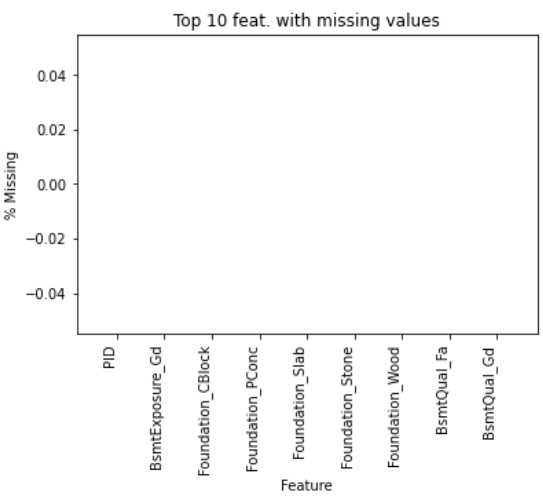 Top 10 feat. with missing values
% Missing
0.04
0.02
0.00
−0.02
−0.04
PID
BsmtExposure_Gd
Foundation_CBlock
Foundation_PConc
Foundation_Slab
Foundation_Stone
Foundation_Wood
BsmtQual_Fa
BsmtQual_Gd
Feature